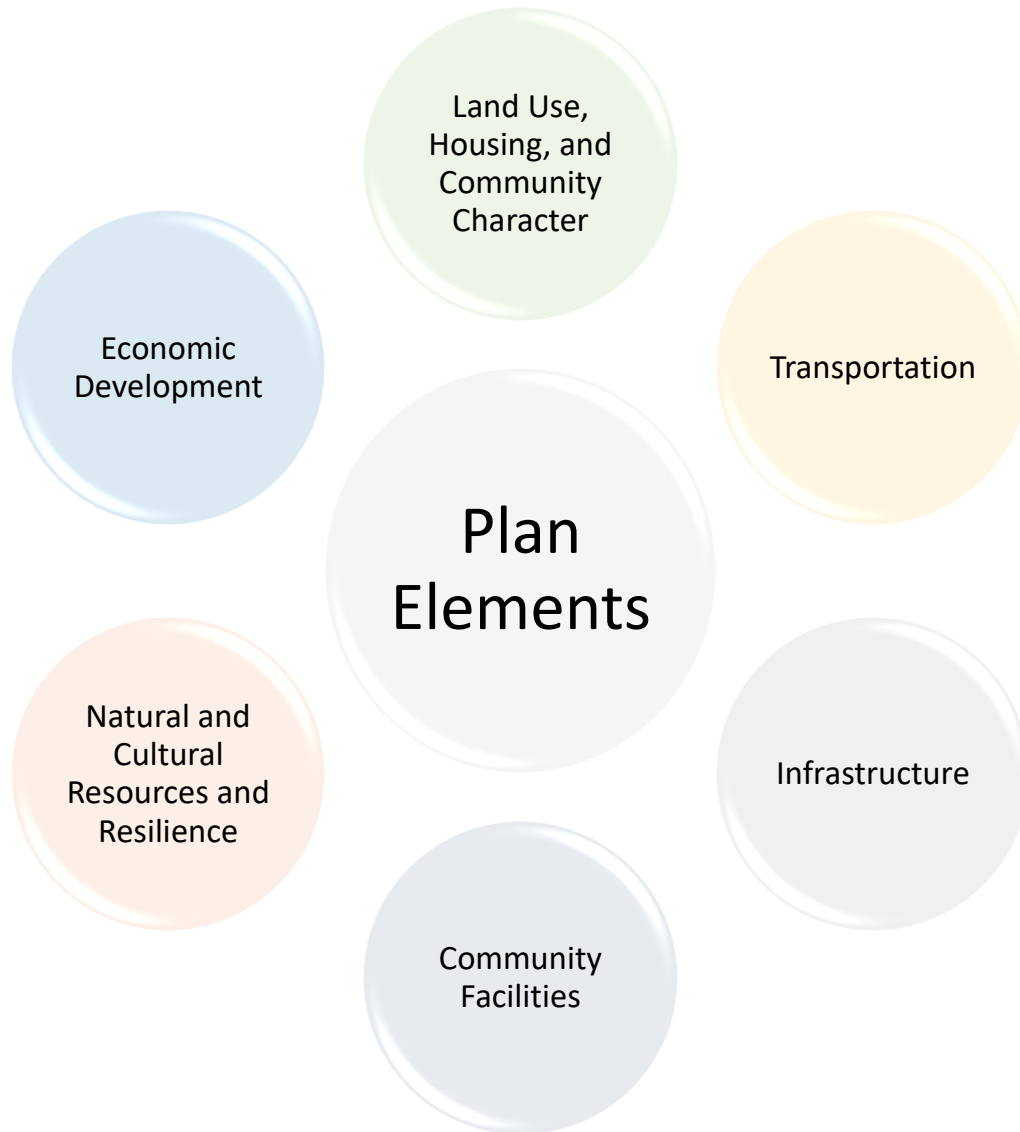 Land Use,
Housing, and
Community
Character
Economic
Development
Transportation
Plan
Elements
Natural and
Cultural
Resources and
Resilience
Infrastructure
Community
Facilities